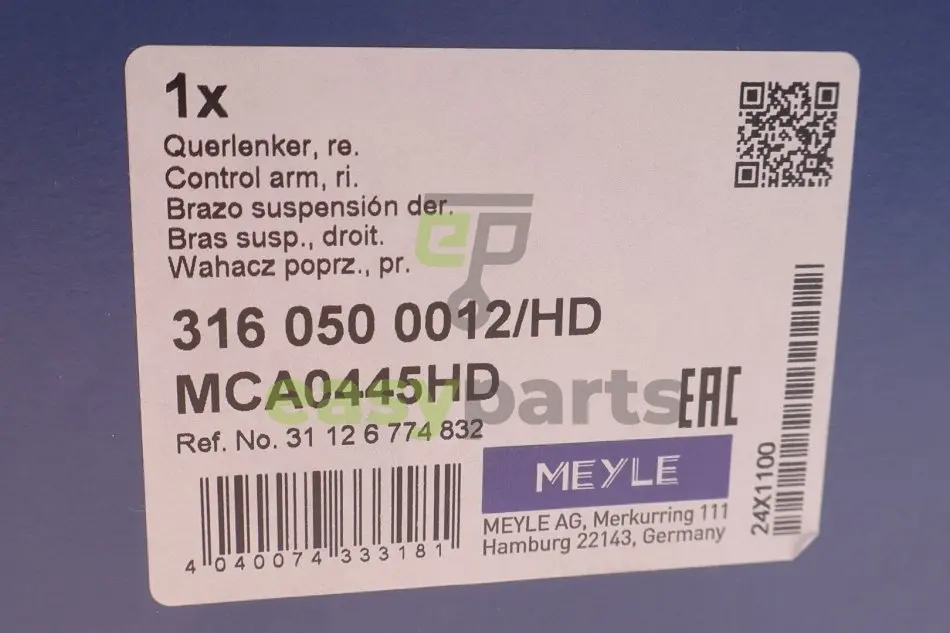 1x
Querlenker, re.
Control arm, ri.
Brazo suspensión der.
Bras susp., droit.
Wahacz poprz., pr.
316 050 0012/HD
MCA0445HD
Ref. No. 31 12 6 774 832
4 040074 333181
EAC
MEYLE
MEYLE AG, Merkurring 111
Hamburg 22143, Germany
24X1100
ep
easyparts